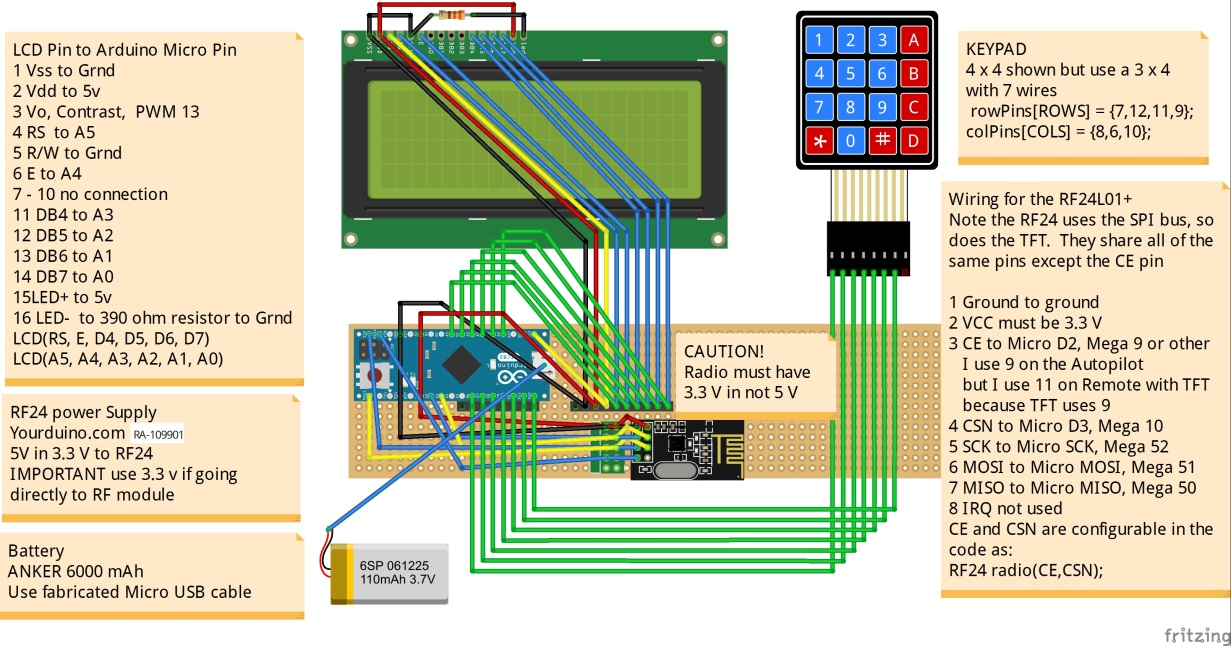 LCD Pin to Arduino Micro Pin
1 Vss to Grnd
2 Vdd to 5v
3 Vo, Contrast, PWM 13
4 RS to A5
5 R/W to Grnd
6 E to A4
7 - 10 no connection
11 DB4 to A3
12 DB5 to A2
13 DB6 to A1
14 DB7 to A0
15LED+ to 5v
16 LED- to 390 ohm resistor to Grnd
LCD(RS, E, D4, D5, D6, D7)
LCD(A5, A4, A3, A2, A1, A0)
RF24 power Supply
Yourduino.com RA-109901
5V in 3.3 V to RF24
IMPORTANT use 3.3 v if going
directly to RF module
Battery
ANKER 6000 mAh
Use fabricated Micro USB cable
6SP 061225
110mAh 3.7V
CAUTION!
Radio must have
3.3 V in not 5 V
1 2 3 A
4 5 6 B
7 8 9 C
* 0 # D
KEYPAD
4 x 4 shown but use a 3 x 4
with 7 wires
rowPins[ROWS] = {7,12,11,9};
colPins[COLS] = {8,6,10};
Wiring for the RF24L01+
Note the RF24 uses the SPI bus, so
does the TFT. They share all of the
same pins except the CE pin
1 Ground to ground
2 VCC must be 3.3 V
3 CE to Micro D2, Mega 9 or other
I use 9 on the Autopilot
but I use 11 on Remote with TFT
because TFT uses 9
4 CSN to Micro D3, Mega 10
5 SCK to Micro SCK, Mega 52
6 MOSI to Micro MOSI, Mega 51
7 MISO to Micro MISO, Mega 50
8 IRQ not used
CE and CSN are configurable in the
code as:
RF24 radio(CE,CSN);
fritzing